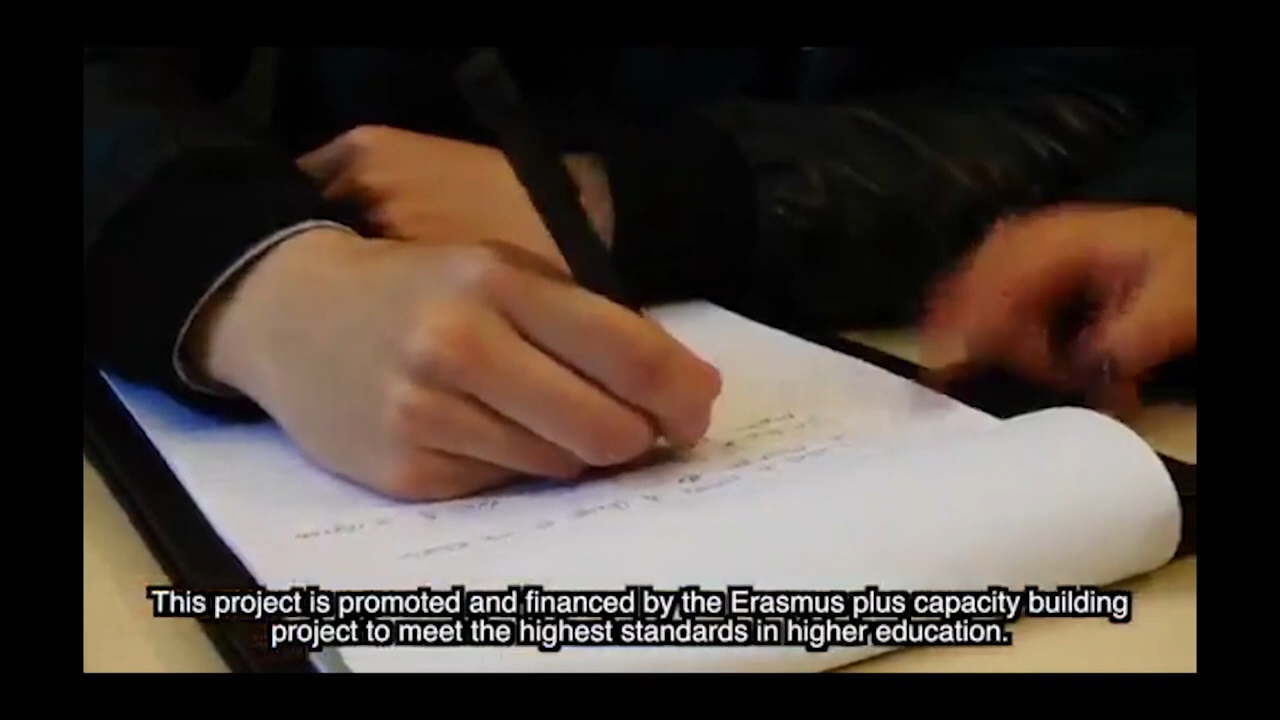 This project is promoted and financed by the Erasmus plus capacity building
project to meet the highest standards in higher education.